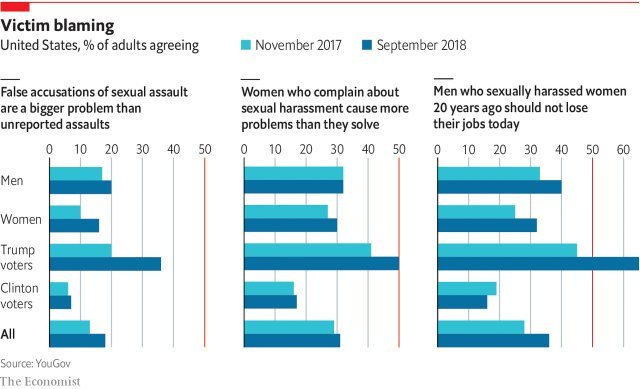 Victim blaming
United States, % of adults agreeing
November 2017
September 2018
False accusations of sexual assault
are a bigger problem than
unreported assaults
Women who complain about
sexual harassment cause more
problems than they solve
Men who sexually harassed women
20 years ago should not lose
their jobs today
0 10 20 30 40 50
0 10 20 30 40 50
0 10 20 30 40 50 60
Men
Women
Trump
voters
Clinton
voters
All
Source: YouGov
The Economist